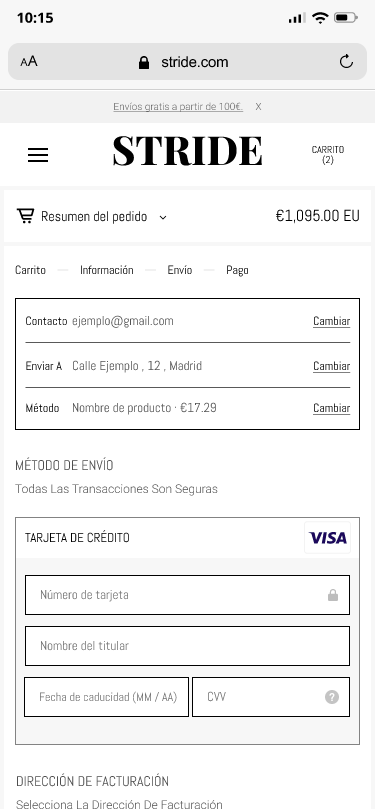 10:15
AA stride.com
Envíos gratis a partir de 100€. X
STRIDE
CARRITO
(2)
Resumen del pedido €1,095.00 EU
Carrito — Información — Envío — Pago
Contacto ejemplo@gmail.com Cambiar
Enviar A Calle Ejemplo , 12 , Madrid Cambiar
Método Nombre de producto · €17.29 Cambiar
MÉTODO DE ENVÍO
Todas Las Transacciones Son Seguras
TARJETA DE CRÉDITO VISA
Número de tarjeta
Nombre del titular
Fecha de caducidad (MM / AA) CVV ?
DIRECCIÓN DE FACTURACIÓN
Selecciona La Dirección De Facturación